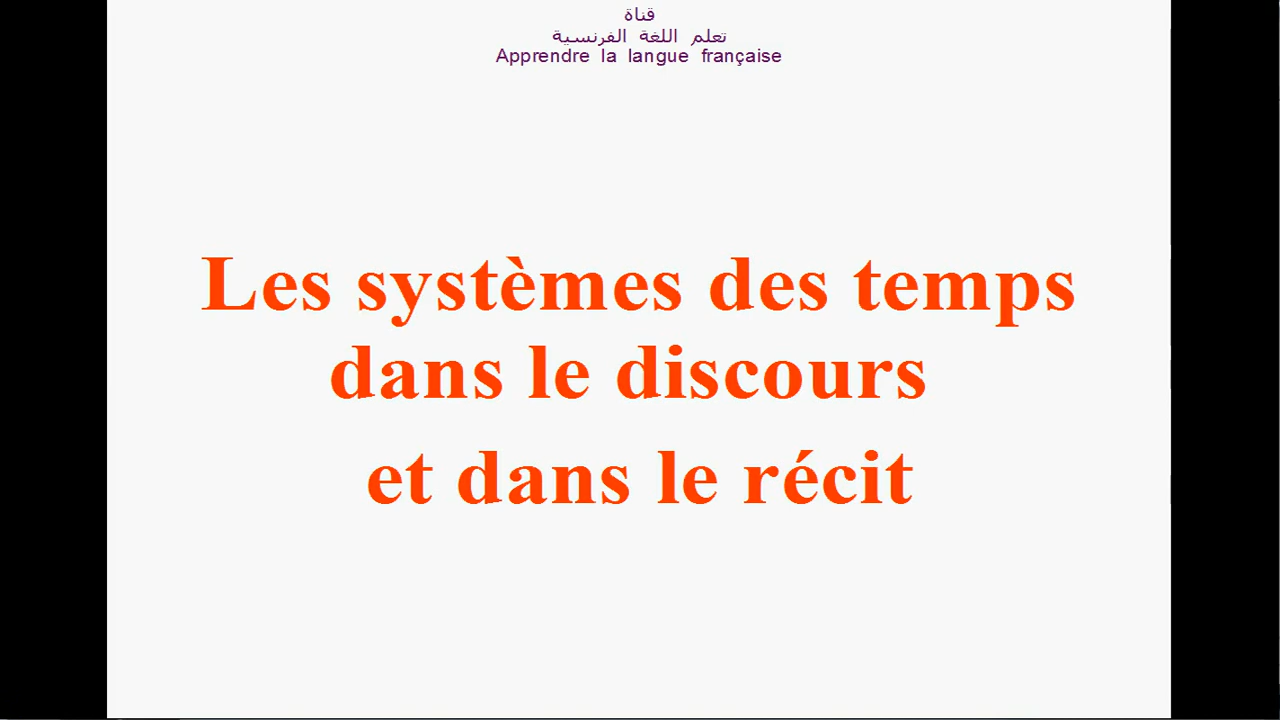 قناة
تعلم اللغة الفرنسية
Apprendre la langue française
Les systèmes des temps
dans le discours
et dans le récit